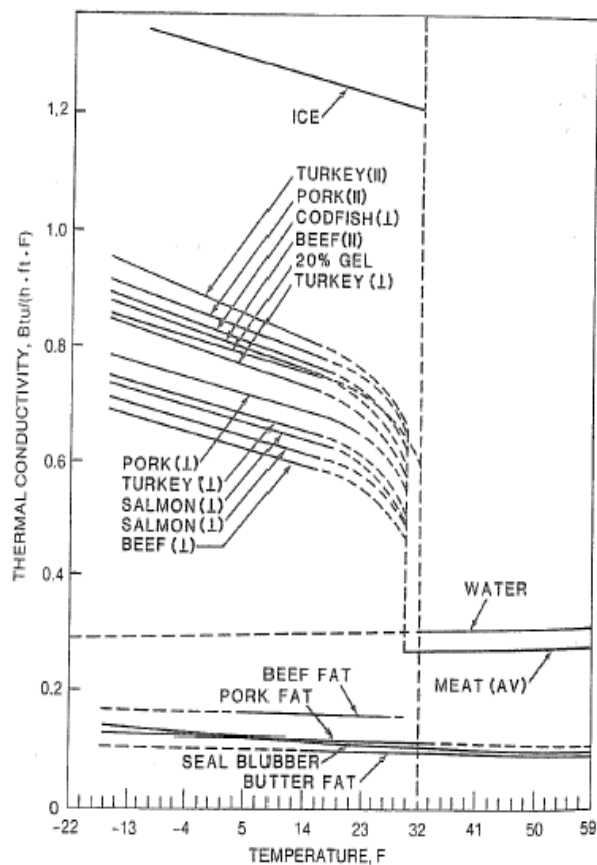 1,2
ICE
TURKEY(II)
PORK(II)
CODFISH(⊥)
1.0
BEEF(II)
20% GEL
TURKEY (⊥)
0.8
THERMAL CONDUCTIVITY, Btu/(h · ft · F)
0.6
PORK(⊥)
TURKEY(⊥)
SALMON(⊥)
SALMON(⊥)
BEEF(⊥)
0.4
WATER
MEAT (AV)
BEEF FAT
PORK FAT
0.2
SEAL BLUBBER
BUTTER FAT
0
-22 -13 -4 5 14 23 32 41 50 59
TEMPERATURE, F